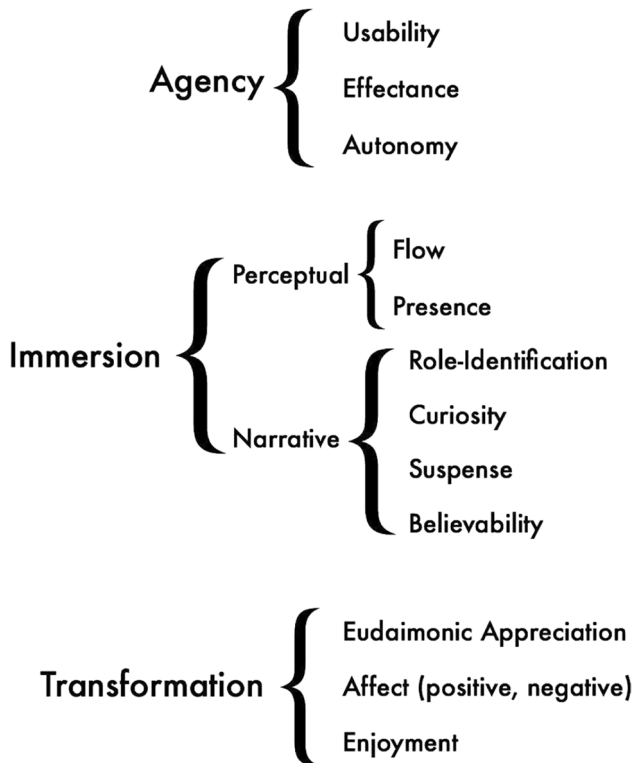 Agency
Usability
Effectance
Autonomy
Immersion
Perceptual
Flow
Presence
Narrative
Role-Identification
Curiosity
Suspense
Believability
Transformation
Eudaimonic Appreciation
Affect (positive, negative)
Enjoyment